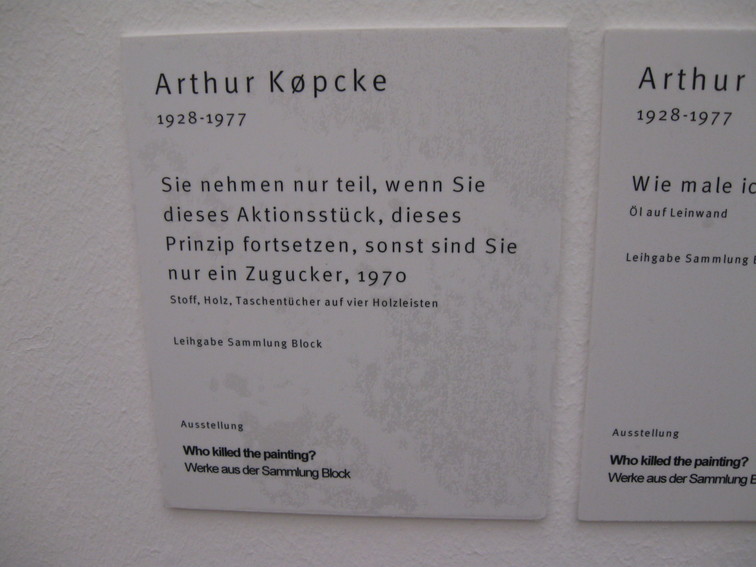 Arthur Køpcke
1928-1977
Sie nehmen nur teil, wenn Sie
dieses Aktionsstück, dieses
Prinzip fortsetzen, sonst sind Sie
nur ein Zugucker, 1970
Stoff, Holz, Taschentücher auf vier Holzleisten
Leihgabe Sammlung Block
Ausstellung
Who killed the painting?
Werke aus der Sammlung Block
Arthur
1928-1977
Wie male
Öl auf Leinwand
Leihgabe Sammlung
Ausstellung
Who killed the painting?
Werke aus der Sammlung